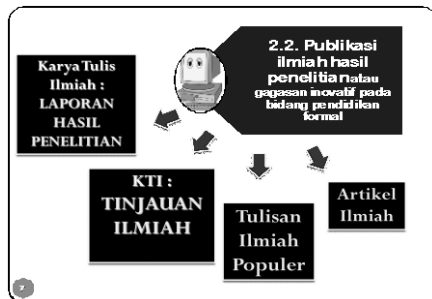 2.2. Publikasi
ilmiah hasil
penelitian atau
gagasan inovatif pada
bidang pendidikan
formal
Karya Tulis
Ilmiah :
LAPORAN
HASIL
PENELITIAN
KTI :
TINJAUAN
ILMIAH
Tulisan
Ilmiah
Populer
Artikel
Ilmiah